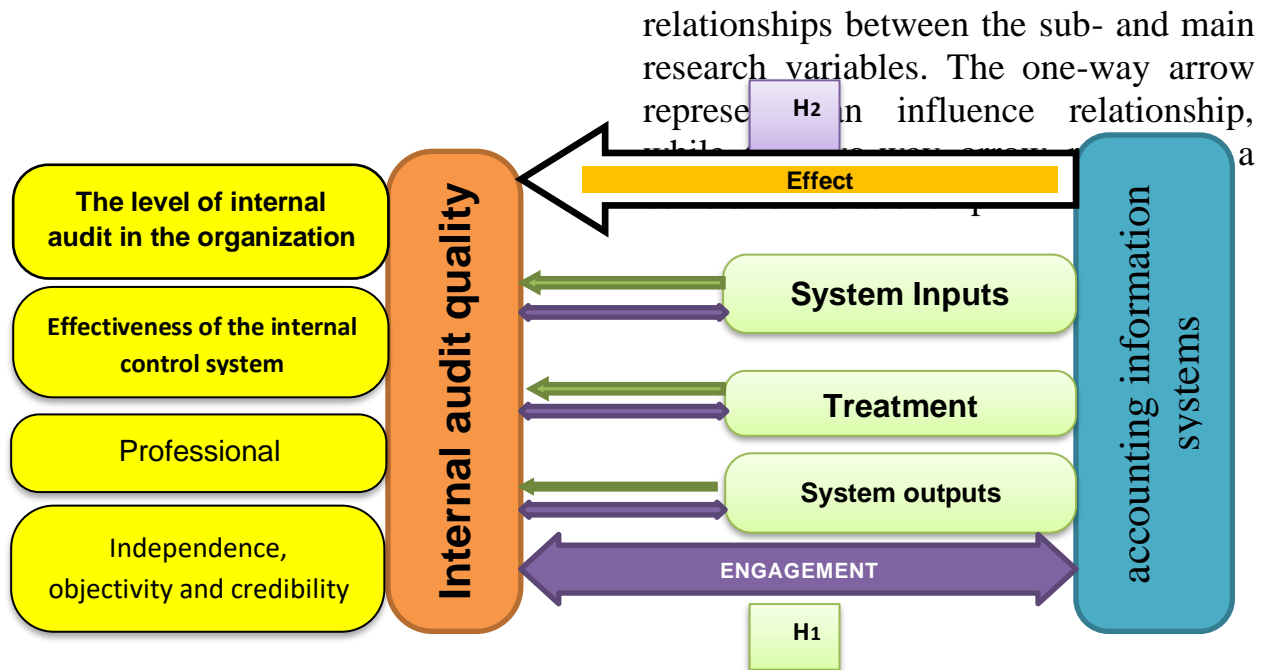 relationships between the sub- and main
research variables. The one-way arrow
represe an influence relationship,
while a
H2
Effect
The level of internal
audit in the organization
Effectiveness of the internal
control system
Professional
Independence,
objectivity and credibility
Internal audit quality
System Inputs
Treatment
System outputs
ENGAGEMENT
H1
accounting information
systems